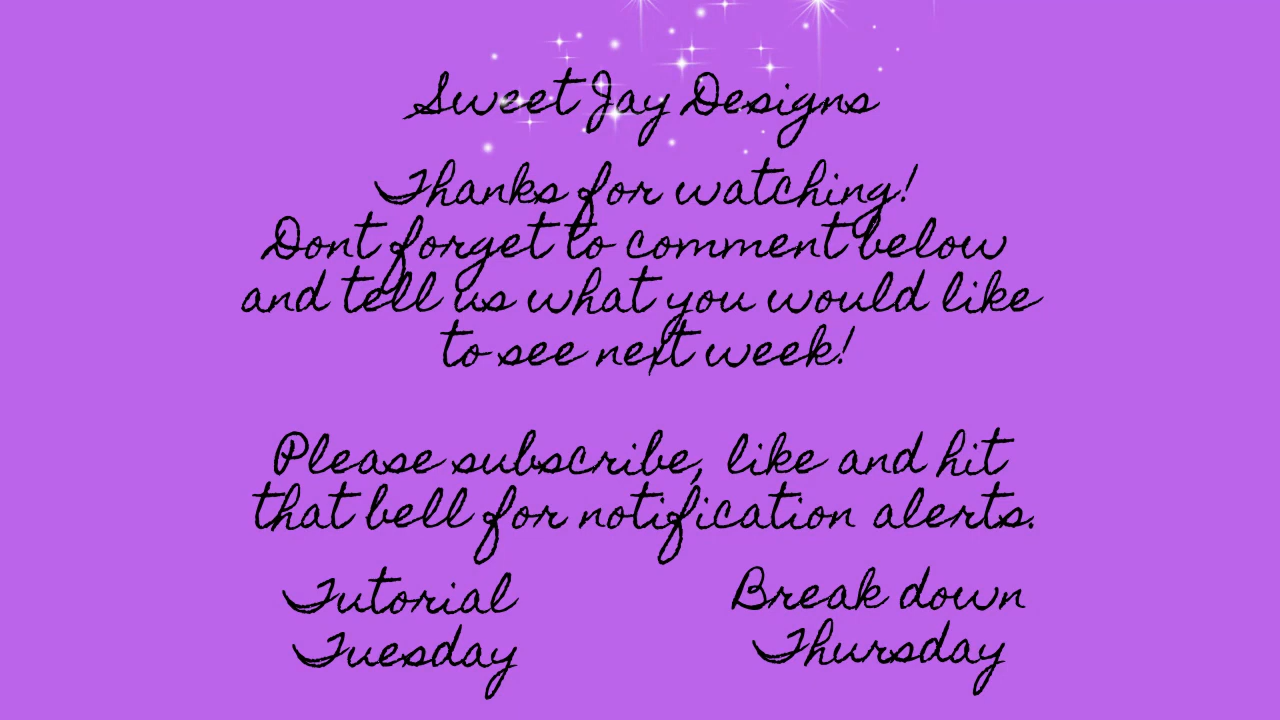 Sweet Jay Designs
Thanks for watching!
Dont forget to comment below
and tell us what you would like
to see next week!
Please subscribe, like and hit
that bell for notification alerts.
Tutorial
Tuesday
Break down
Thursday